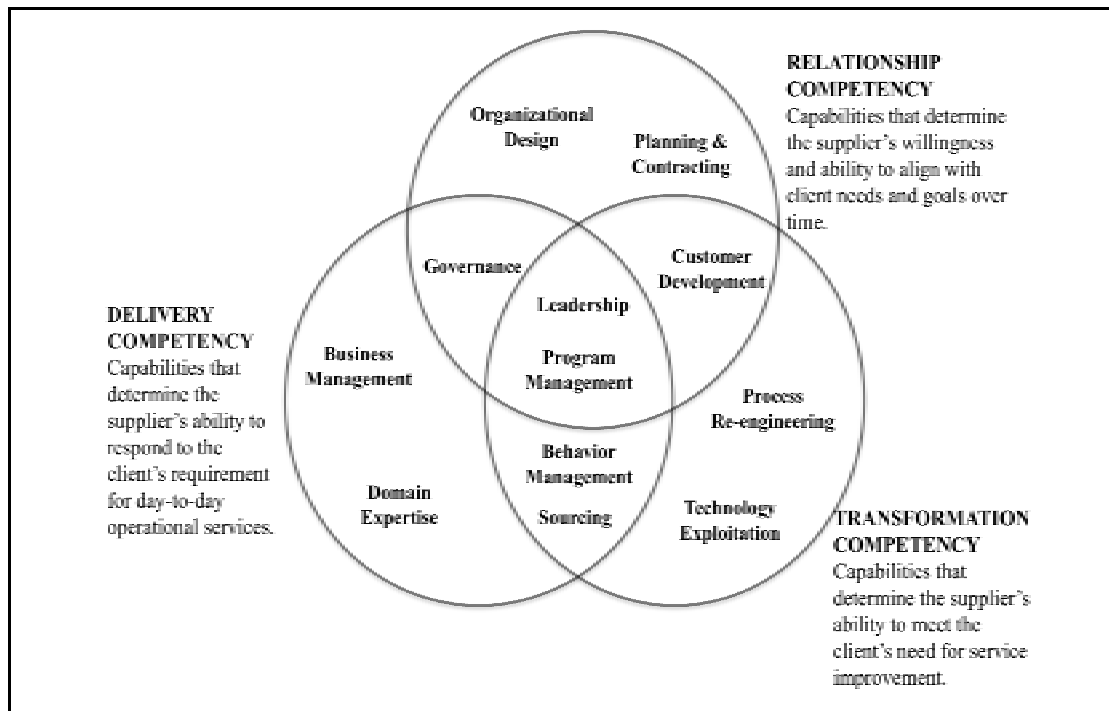 RELATIONSHIP
COMPETENCY
Capabilities that determine
the supplier's willingness
and ability to align with
client needs and goals over
time.
Organizational
Design
Planning &
Contracting
Governance
Customer
Development
Leadership
Program
Management
DELIVERY
COMPETENCY
Capabilities that
determine the
supplier's ability to
respond to the
client's requirement
for day-to-day
operational services.
Business
Management
Domain
Expertise
Behavior
Management
Sourcing
Process
Re-engineering
Technology
Exploitation
TRANSFORMATION
COMPETENCY
Capabilities that
determine the supplier's
ability to meet the
client's need for service
improvement.